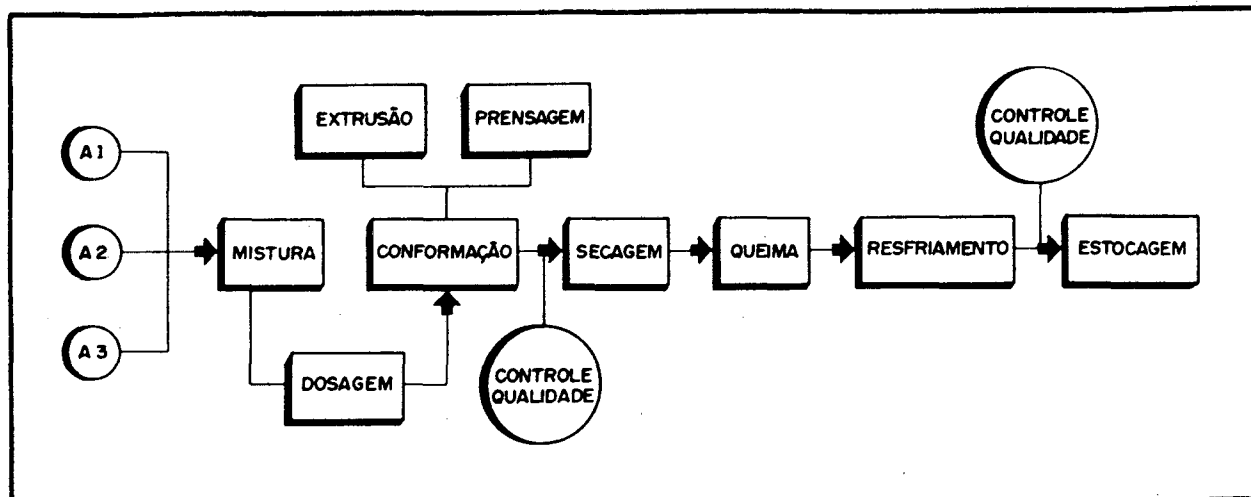 EXTRUSÃO
PRENSAGEM
CONTROLE
QUALIDADE
A1
A2
A3
MISTURA
CONFORMAÇÃO
SECAGEM
QUEIMA
RESFRIAMENTO
ESTOCAGEM
DOSAGEM
CONTROLE
QUALIDADE